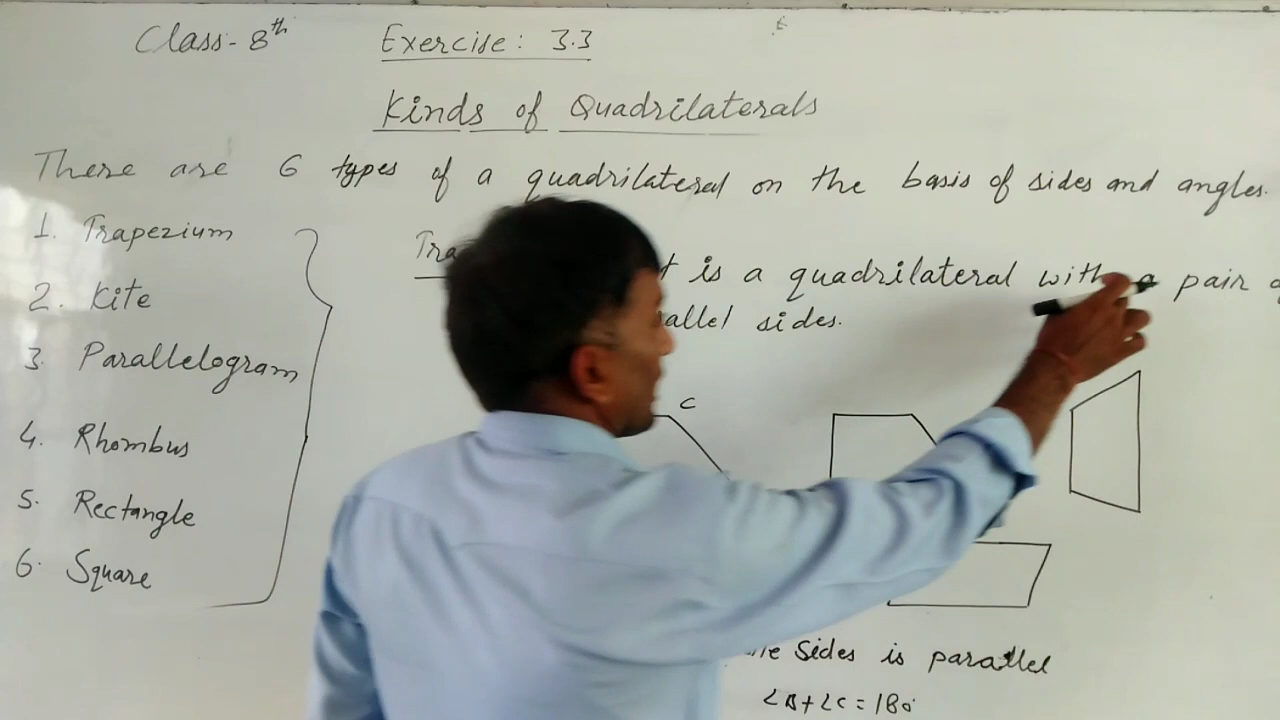 Class- 8th Exercise: 3.3
Kinds of Quadrilaterals
There are 6 types of a quadrilateral on the basis of sides and angles.
1. Trapezium
2. Kite
3. Parallelogram
4. Rhombus
5. Rectangle
6. Square
is a quadrilateral with a pair
sides.
C
Sides is parallel
∠B+∠C=180°